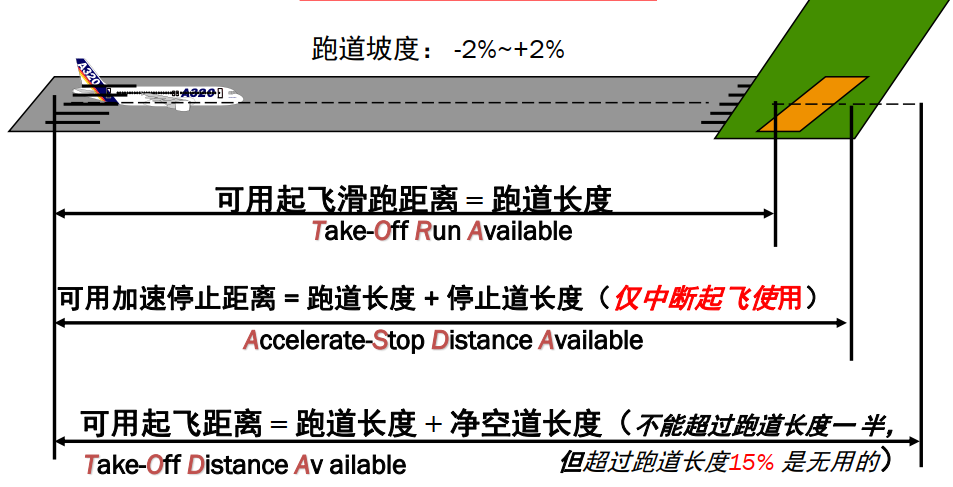 跑道坡度： -2%~+2%
A320
A320
可用起飞滑跑距离 = 跑道长度
Take-Off Run Available
可用加速停止距离 = 跑道长度 + 停止道长度（仅中断起飞使用）
Accelerate-Stop Distance Available
可用起飞距离 = 跑道长度 + 净空道长度（不能超过跑道长度一半，
但超过跑道长度15% 是无用的）
Take-Off Distance Av ailable